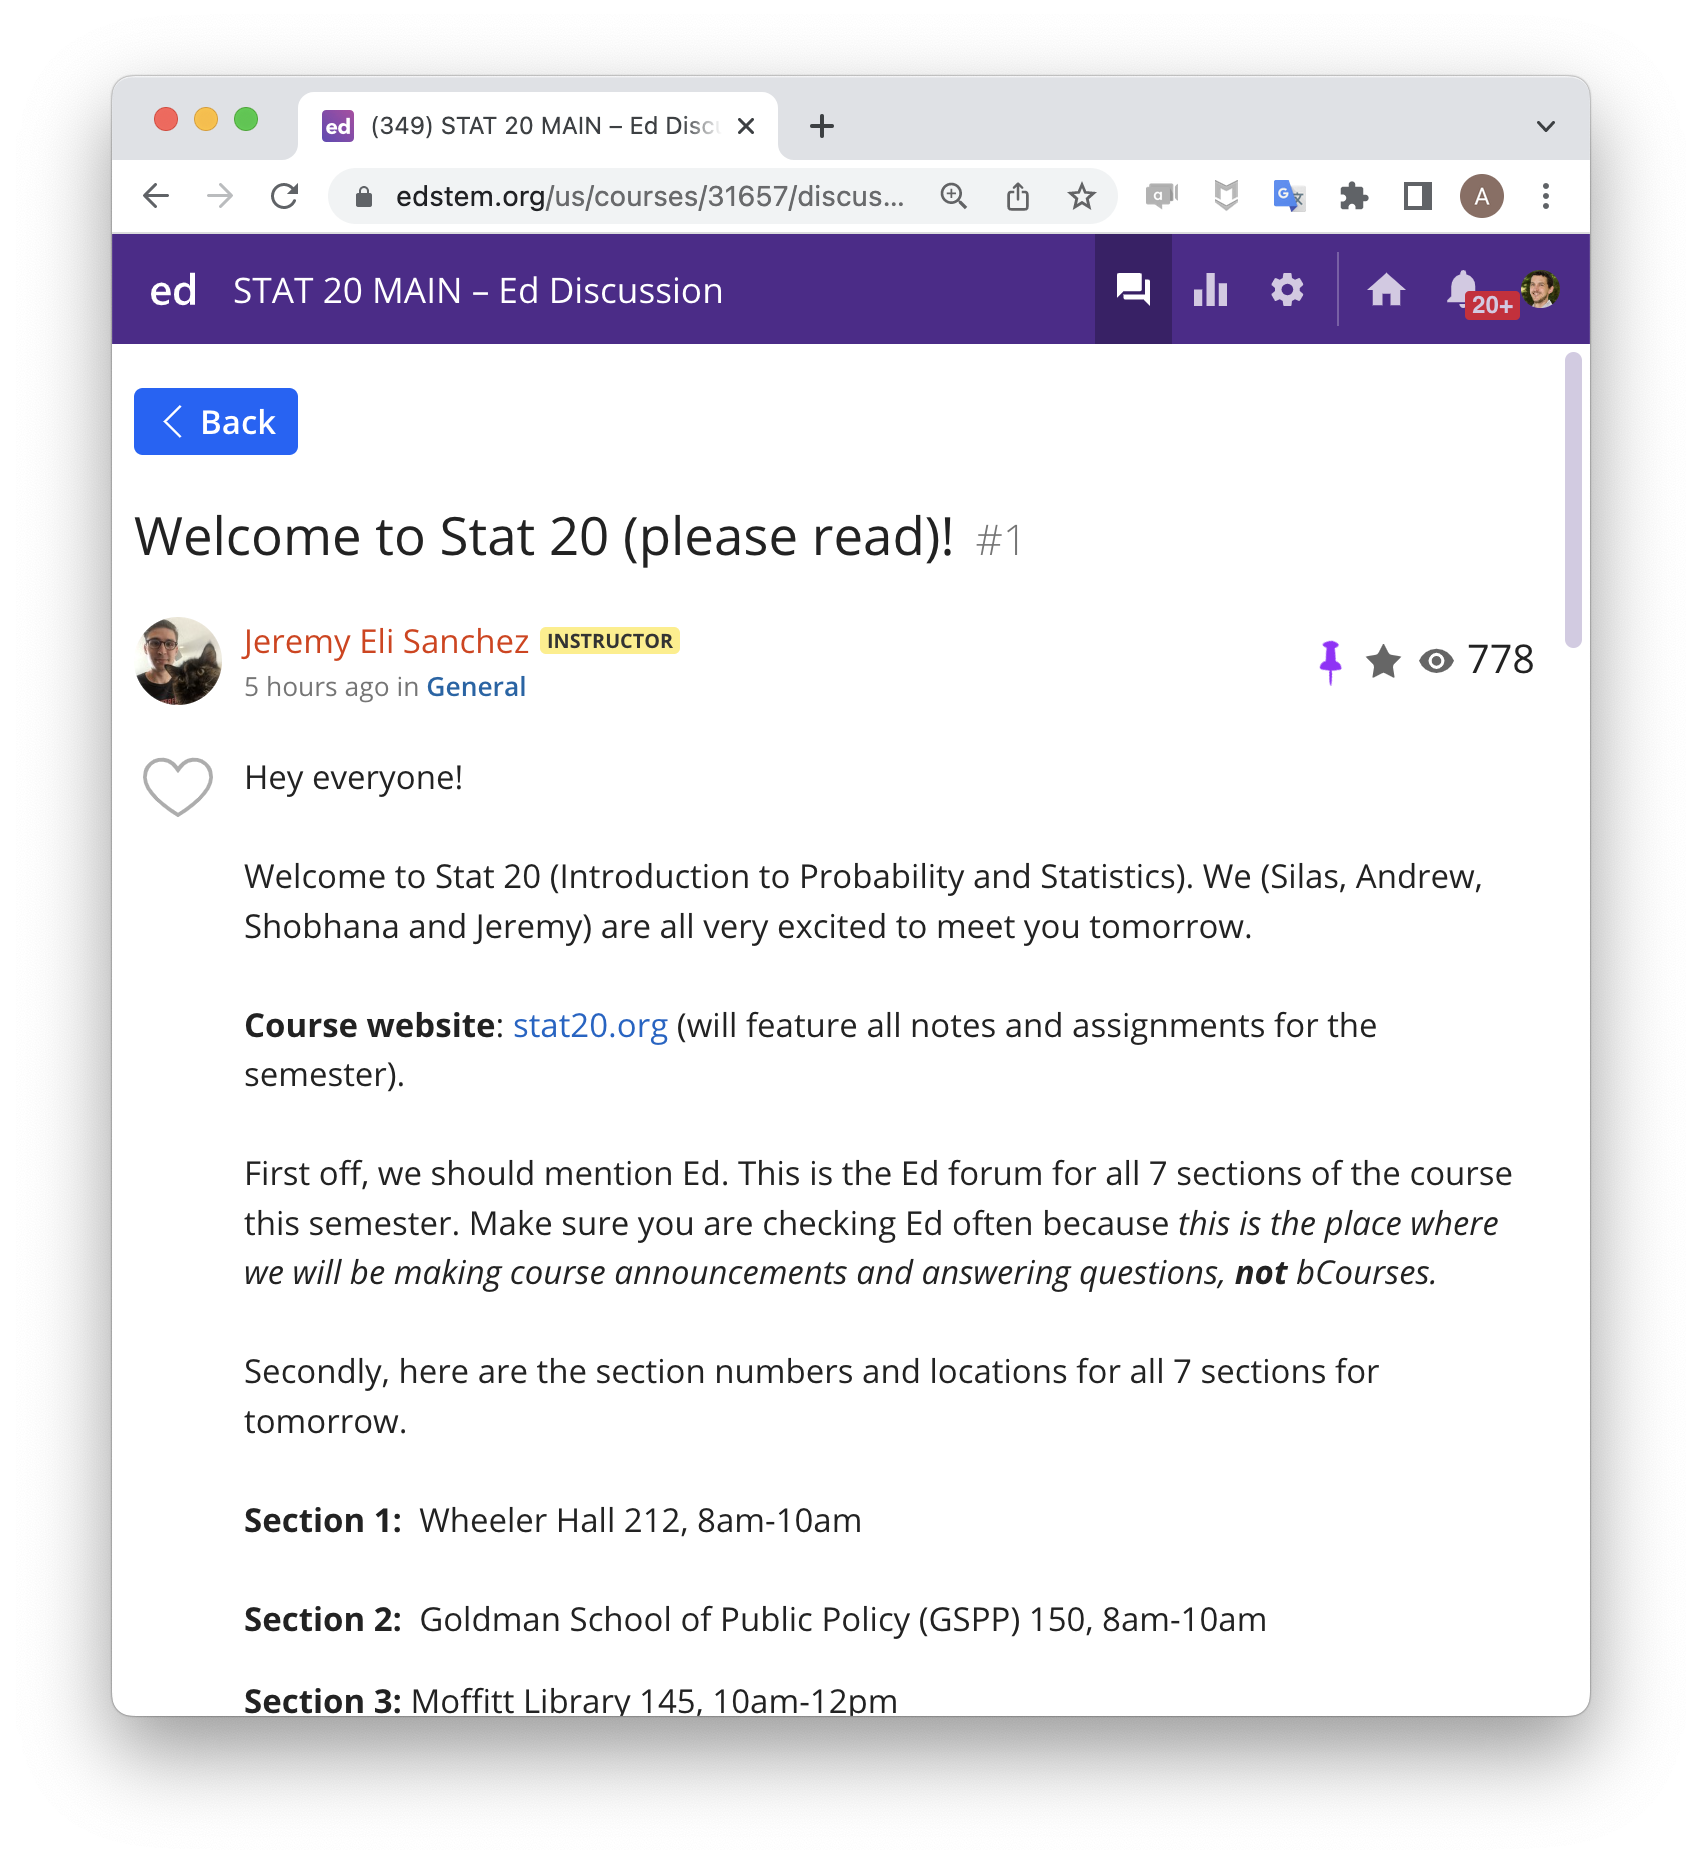 ed (349) STAT 20 MAIN – Ed Disc
edstem.org/us/courses/31657/discus...
A
ed STAT 20 MAIN – Ed Discussion
20+
Back
Welcome to Stat 20 (please read)! #1
Jeremy Eli Sanchez INSTRUCTOR
5 hours ago in General
778
Hey everyone!
Welcome to Stat 20 (Introduction to Probability and Statistics). We (Silas, Andrew,
Shobhana and Jeremy) are all very excited to meet you tomorrow.
Course website: stat20.org (will feature all notes and assignments for the
semester).
First off, we should mention Ed. This is the Ed forum for all 7 sections of the course
this semester. Make sure you are checking Ed often because this is the place where
we will be making course announcements and answering questions, not bCourses.
Secondly, here are the section numbers and locations for all 7 sections for
tomorrow.
Section 1: Wheeler Hall 212, 8am-10am
Section 2: Goldman School of Public Policy (GSPP) 150, 8am-10am
Section 3: Moffitt Library 145, 10am-12pm